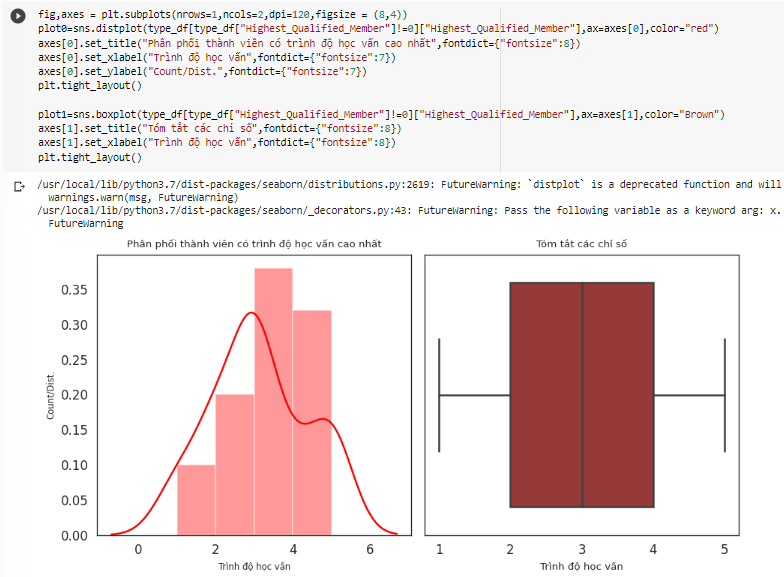 fig,axes = plt.subplots(nrows=1,ncols=2,dpi=120,figsize = (8,4))
plot0=sns.distplot(type_df[type_df["Highest_Qualified_Member"]!=0]["Highest_Qualified_Member"],ax=axes[0],color="red")
axes[0].set_title("Phân phối thành viên có trình độ học vấn cao nhất",fontdict={"fontsize":8})
axes[0].set_xlabel("Trình độ học vấn",fontdict={"fontsize":7})
axes[0].set_ylabel("Count/Dist.",fontdict={"fontsize":7})
plt.tight_layout()
plot1=sns.boxplot(type_df[type_df["Highest_Qualified_Member"]!=0]["Highest_Qualified_Member"],ax=axes[1],color="Brown")
axes[1].set_title("Tóm tắt các chỉ số",fontdict={"fontsize":8})
axes[1].set_xlabel("Trình độ học vấn",fontdict={"fontsize":8})
plt.tight_layout()
/usr/local/lib/python3.7/dist-packages/seaborn/distributions.py:2619: FutureWarning: `distplot` is a deprecated function and will
warnings.warn(msg, FutureWarning)
/usr/local/lib/python3.7/dist-packages/seaborn/_decorators.py:43: FutureWarning: Pass the following variable as a keyword arg: x.
FutureWarning
Phân phối thành viên có trình độ học vấn cao nhất
0.35
0.30
0.25
0.20
0.15
0.10
0.05
0.00
Count/Dist.
0 2 4 6
Trình độ học vấn
Tóm tắt các chỉ số
1 2 3 4 5
Trình độ học vấn